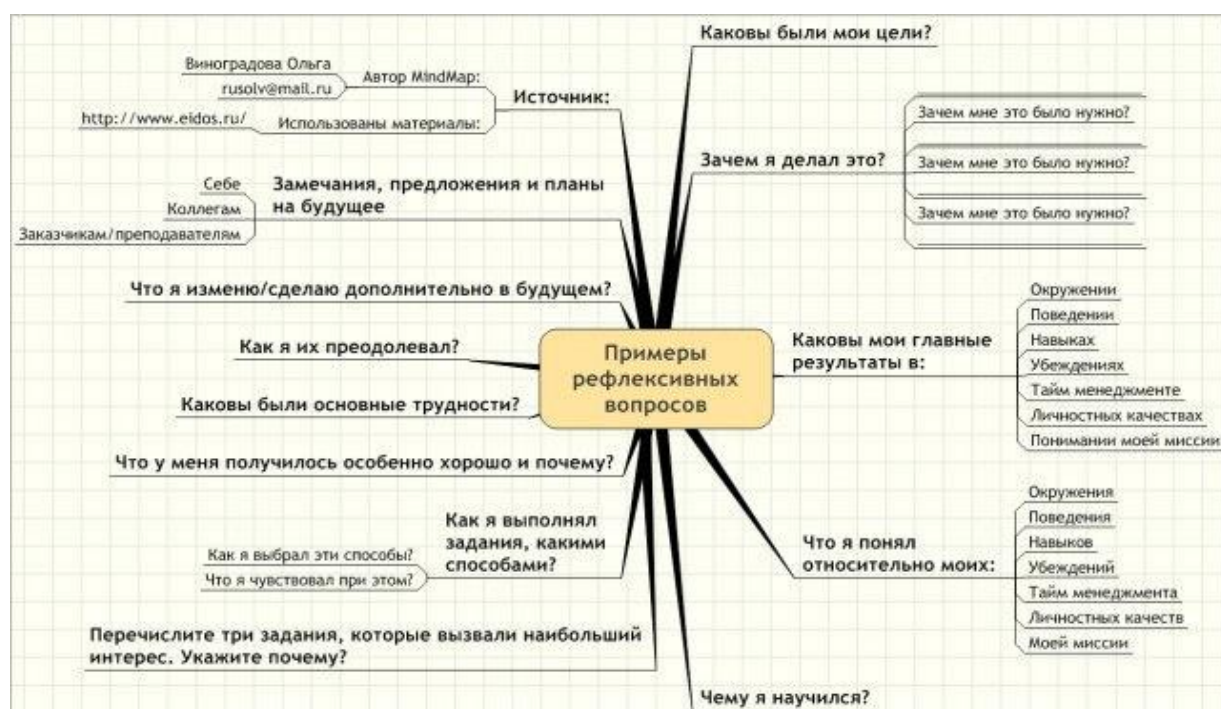 Примеры
рефлексивных
вопросов
Каковы были мои цели?
Зачем я делал это?
Зачем мне это было нужно?
Зачем мне это было нужно?
Зачем мне это было нужно?
Каковы мои главные
результаты в:
Окружении
Поведении
Навыках
Убеждениях
Тайм менеджменте
Личностных качествах
Понимании моей миссии
Что я понял
относительно моих:
Окружения
Поведения
Навыков
Убеждений
Тайм менеджмента
Личностных качеств
Моей миссии
Чему я научился?
Перечислите три задания, которые вызвали наибольший
интерес. Укажите почему?
Как я выполнял
задания, какими
способами?
Как я выбрал эти способы?
Что я чувствовал при этом?
Что у меня получилось особенно хорошо и почему?
Каковы были основные трудности?
Как я их преодолевал?
Что я изменю/сделаю дополнительно в будущем?
Замечания, предложения и планы
на будущее
Себе
Коллегам
Заказчикам/преподавателям
Источник:
Автор MindMap:
Виноградова Ольга
rusolv@mail.ru
Использованы материалы:
http://www.eidos.ru/